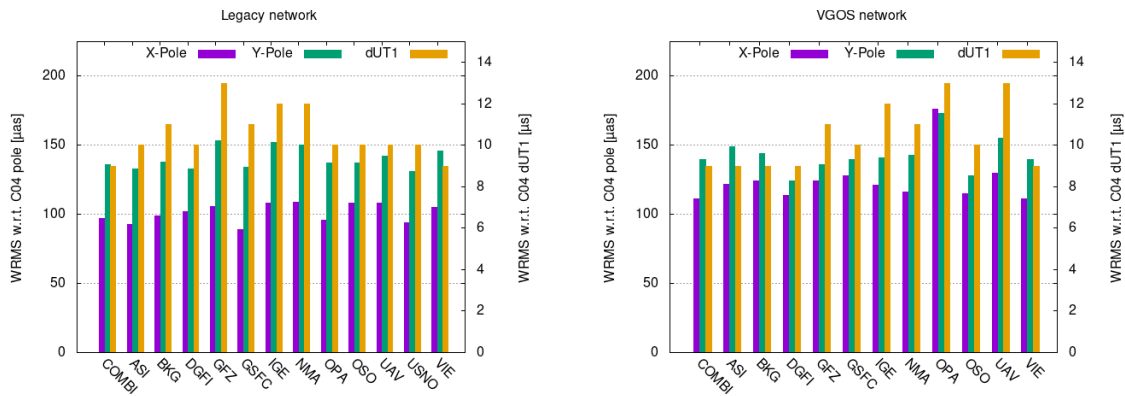 Legacy network
X-Pole
Y-Pole
dUT1
WRMS w.r.t. C04 pole [µas]
200
150
100
50
0
14
12
10
8
6
4
2
0
WRMS w.r.t. C04 dUT1 [µs]
COMBI
ASI
BKG
DGFI
GFZ
GSFC
IGE
NMA
OPA
OSO
UAV
USNO
VIE
VGOS network
X-Pole
Y-Pole
dUT1
WRMS w.r.t. C04 pole [µas]
200
150
100
50
0
14
12
10
8
6
4
2
0
WRMS w.r.t. C04 dUT1 [µs]
COMBI
ASI
BKG
DGFI
GFZ
GSFC
IGE
NMA
OPA
OSO
UAV
VIE